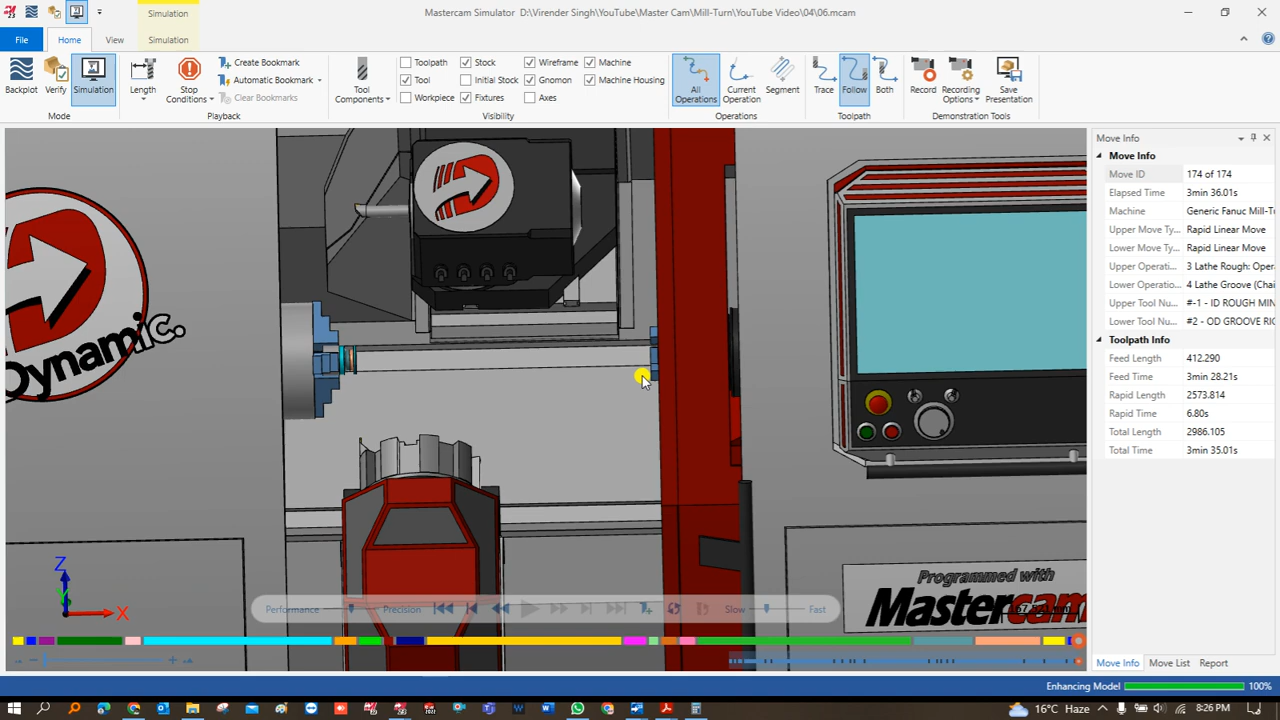 Simulation
Mastercam Simulator D:\Virender Singh\YouTube\Master Cam\Mill-Turn\YouTube Video\04\06.mcam
File Home View Simulation
Backplot Verify Simulation
Mode
Length
Stop Conditions
Create Bookmark
Automatic Bookmark
Clear Bookmarks
Playback
Tool Components
Toolpath Stock Wireframe Machine
Tool Initial Stock Gnomon Machine Housing
Workpiece Fixtures Axes
Visibility
All Operations
Current Operation
Segment
Operations
Trace Follow Both
Toolpath
Record
Recording Options
Save Presentation
Demonstration Tools
Move Info
Move Info
Move ID 174 of 174
Elapsed Time 3min 36.01s
Machine Generic Fanuc Mill-T
Upper Move Ty... Rapid Linear Move
Lower Move Ty... Rapid Linear Move
Upper Operati... 3 Lathe Rough: Oper
Lower Operatio... 4 Lathe Groove (Chai
Upper Tool Nu... #-1 - ID ROUGH MIN
Lower Tool Nu... #2 - OD GROOVE RIG
Toolpath Info
Feed Length 412.290
Feed Time 3min 28.21s
Rapid Length 2573.814
Rapid Time 6.80s
Total Length 2986.105
Total Time 3min 35.01s
Dynamic.
Z
Y
X
Programmed with
Mastercam
Performance Precision Slow Fast
Move Info Move List Report
Enhancing Model 100%
16°C Haze 8:26 PM